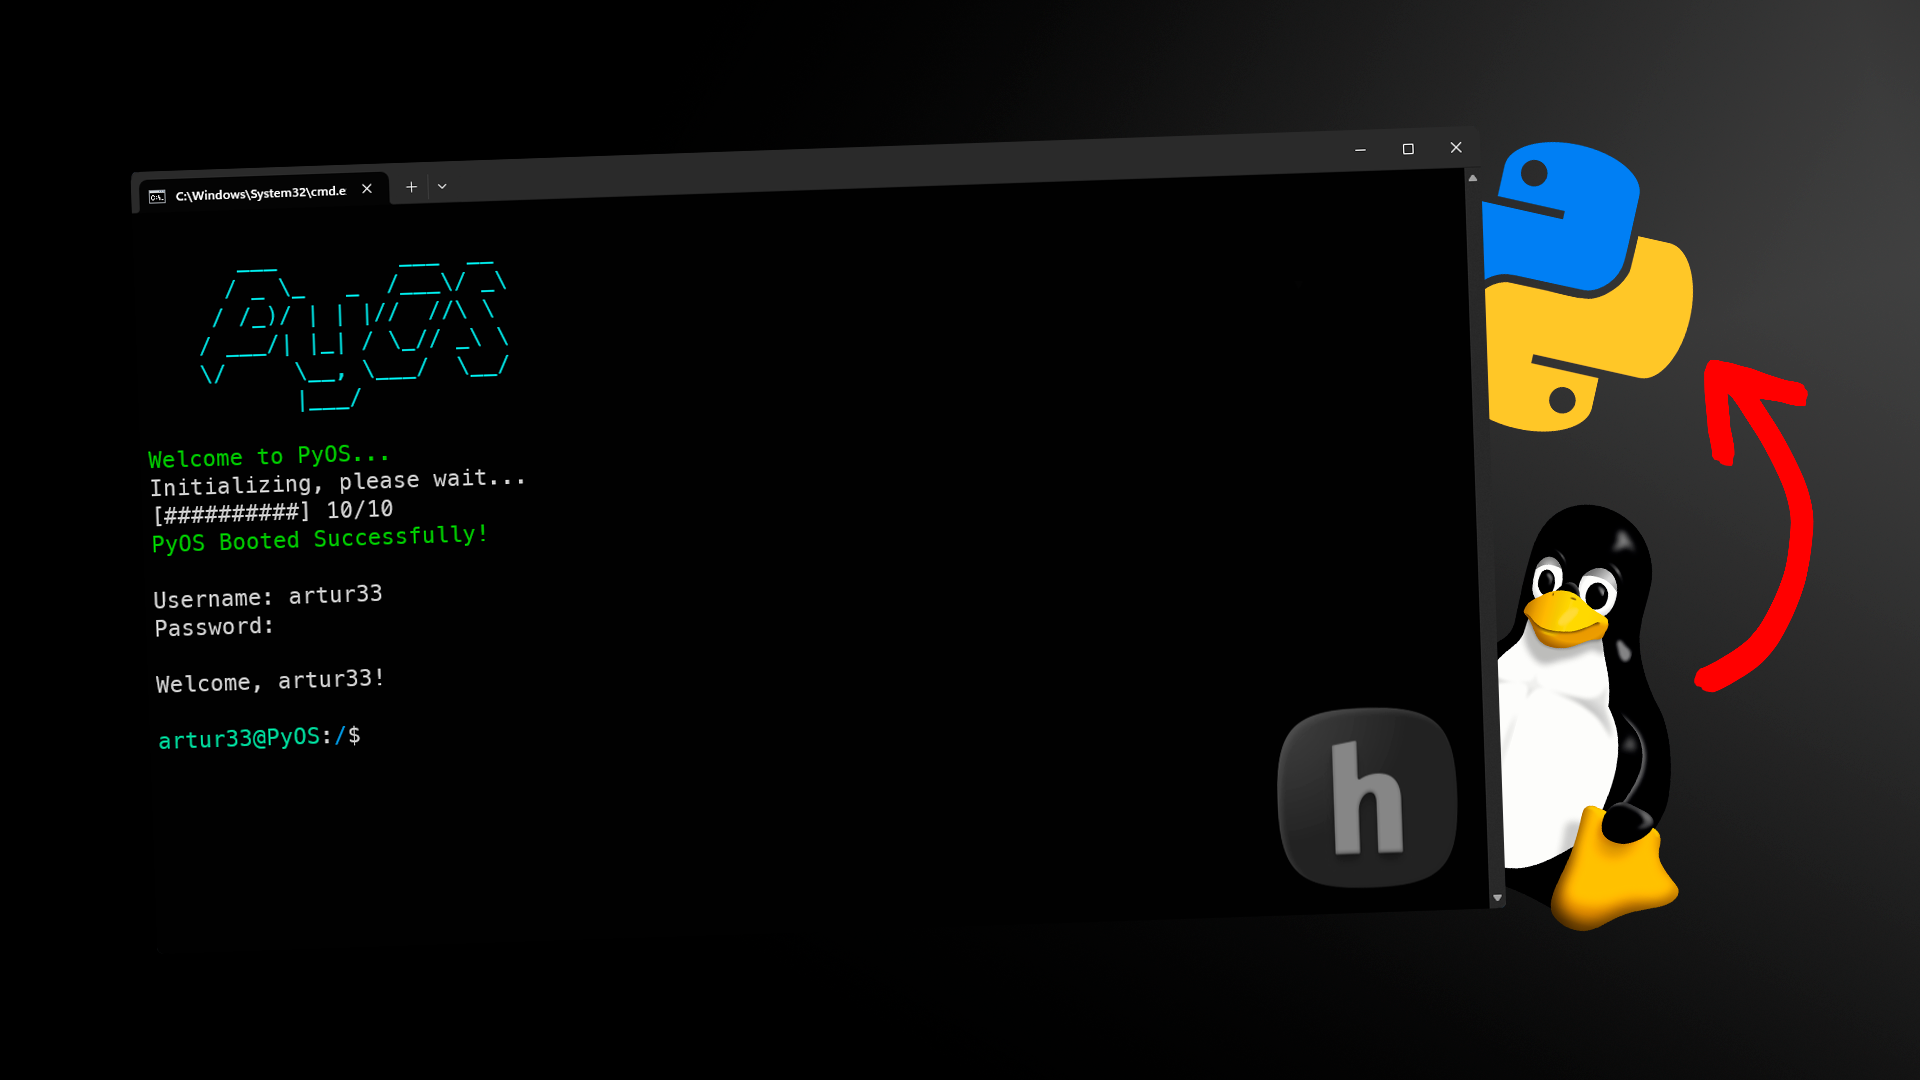 C:\Windows\System32\cmd.e
PyOS
Welcome to PyOS...
Initializing, please wait...
[##########] 10/10
PyOS Booted Successfully!
Username: artur33
Password:
Welcome, artur33!
artur33@PyOS:/$
h